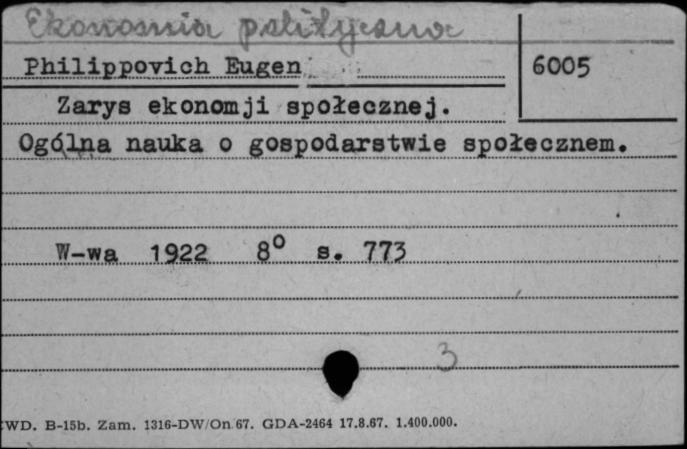 Ekonomia polityczna
Philippovich Eugen
6005
Zarys ekonomji społecznej.
Ogólna nauka o gospodarstwie społecznem.
W-wa 1922 8° s. 773
3
WD. B-15b. Zam. 1316-DW/On 67. GDA-2464 17.8.67. 1.400.000.